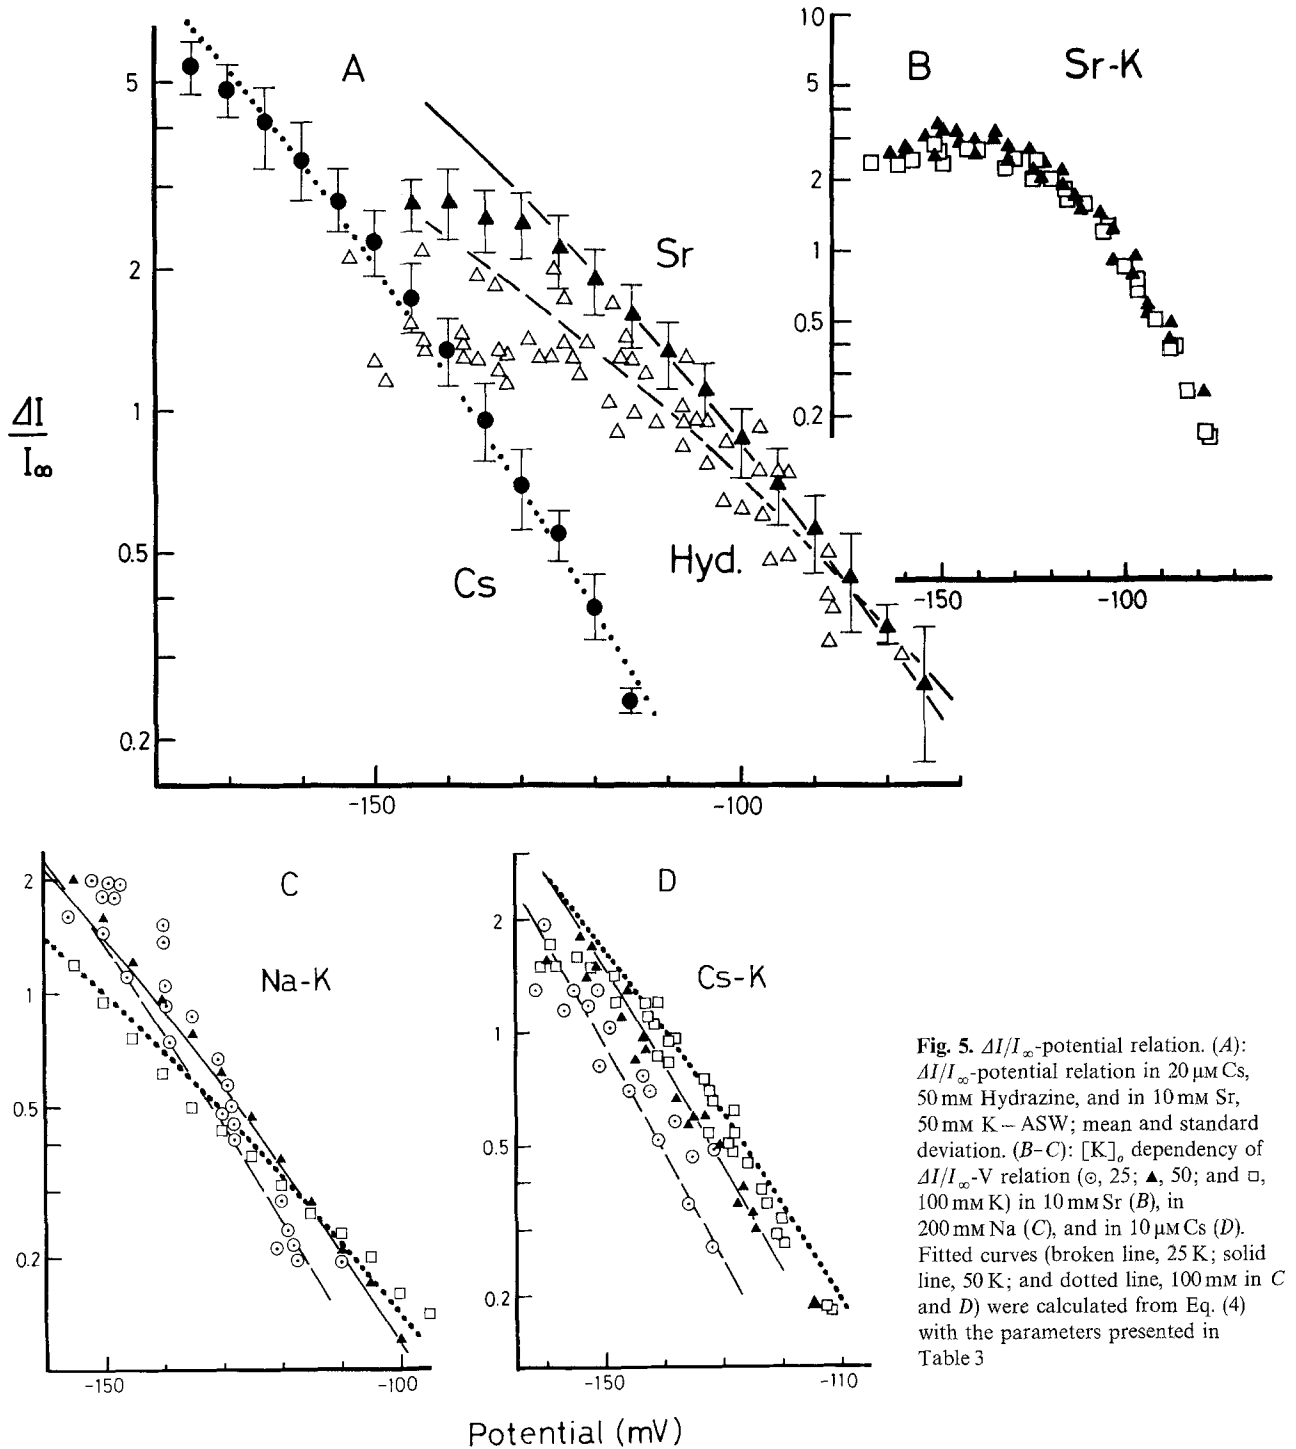 A
5
2
1
0.5
0.2
ΔI
I∞
Cs
Sr
Hyd.
-150
-100
B
Sr-K
10
5
2
1
0.5
0.2
-150
-100
C
Na-K
2
1
0.5
0.2
-150
-100
D
Cs-K
2
1
0.5
0.2
-150
-110
Potential (mV)
Fig. 5. ΔI/I∞-potential relation. (A):
ΔI/I∞-potential relation in 20 μM Cs,
50 mM Hydrazine, and in 10 mM Sr,
50 mM K – ASW; mean and standard
deviation. (B–C): [K]o dependency of
ΔI/I∞-V relation (⊙, 25; ▲, 50; and □,
100 mM K) in 10 mM Sr (B), in
200 mM Na (C), and in 10 μM Cs (D).
Fitted curves (broken line, 25 K; solid
line, 50 K; and dotted line, 100 mM in C
and D) were calculated from Eq. (4)
with the parameters presented in
Table 3